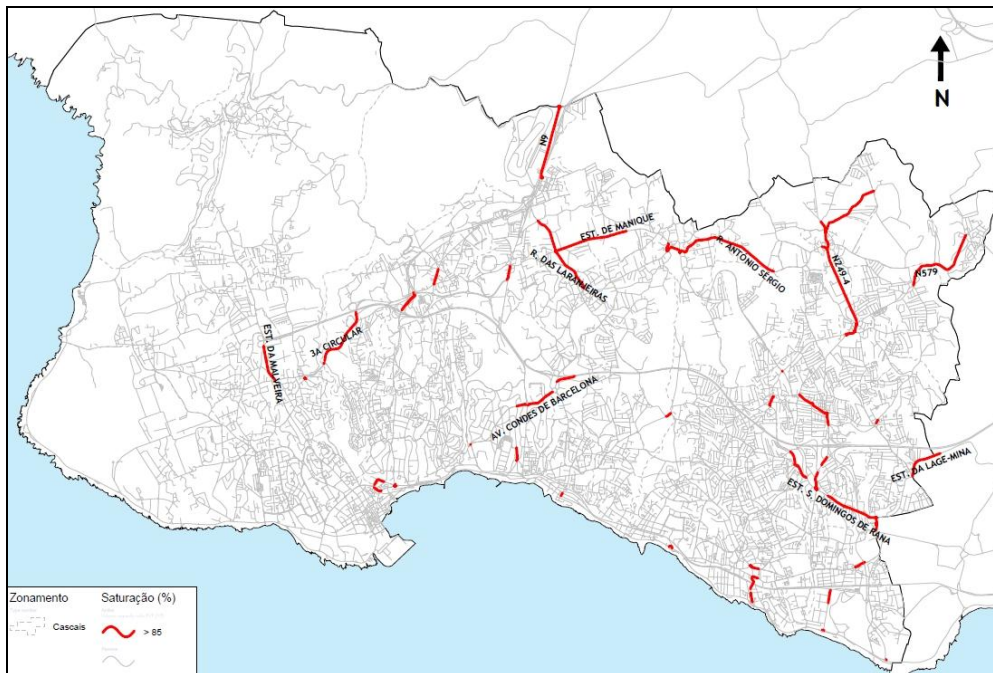 N
N9
EST. DE MANIQUE
R. DAS LARANJEIRAS
R. ANTÓNIO SÉRGIO
N249-4
N579
EST. DA MALVEIRA
3A CIRCULAR
AV. CONDES DE BARCELONA
EST. DA LAGE-MINA
EST. S. DOMINGOS DE RANA
Zonamento
Cascais
Saturação (%)
> 85